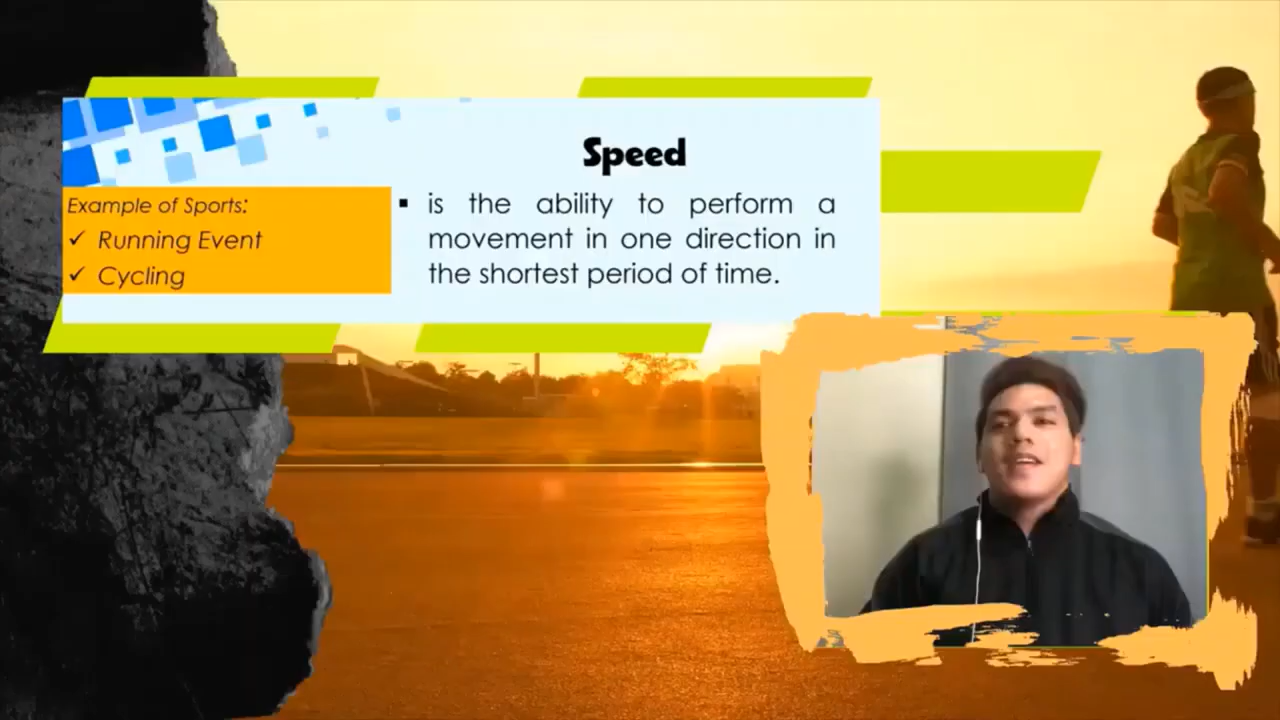 Speed
Example of Sports:
✓ Running Event
✓ Cycling
▪ is the ability to perform a
movement in one direction in
the shortest period of time.